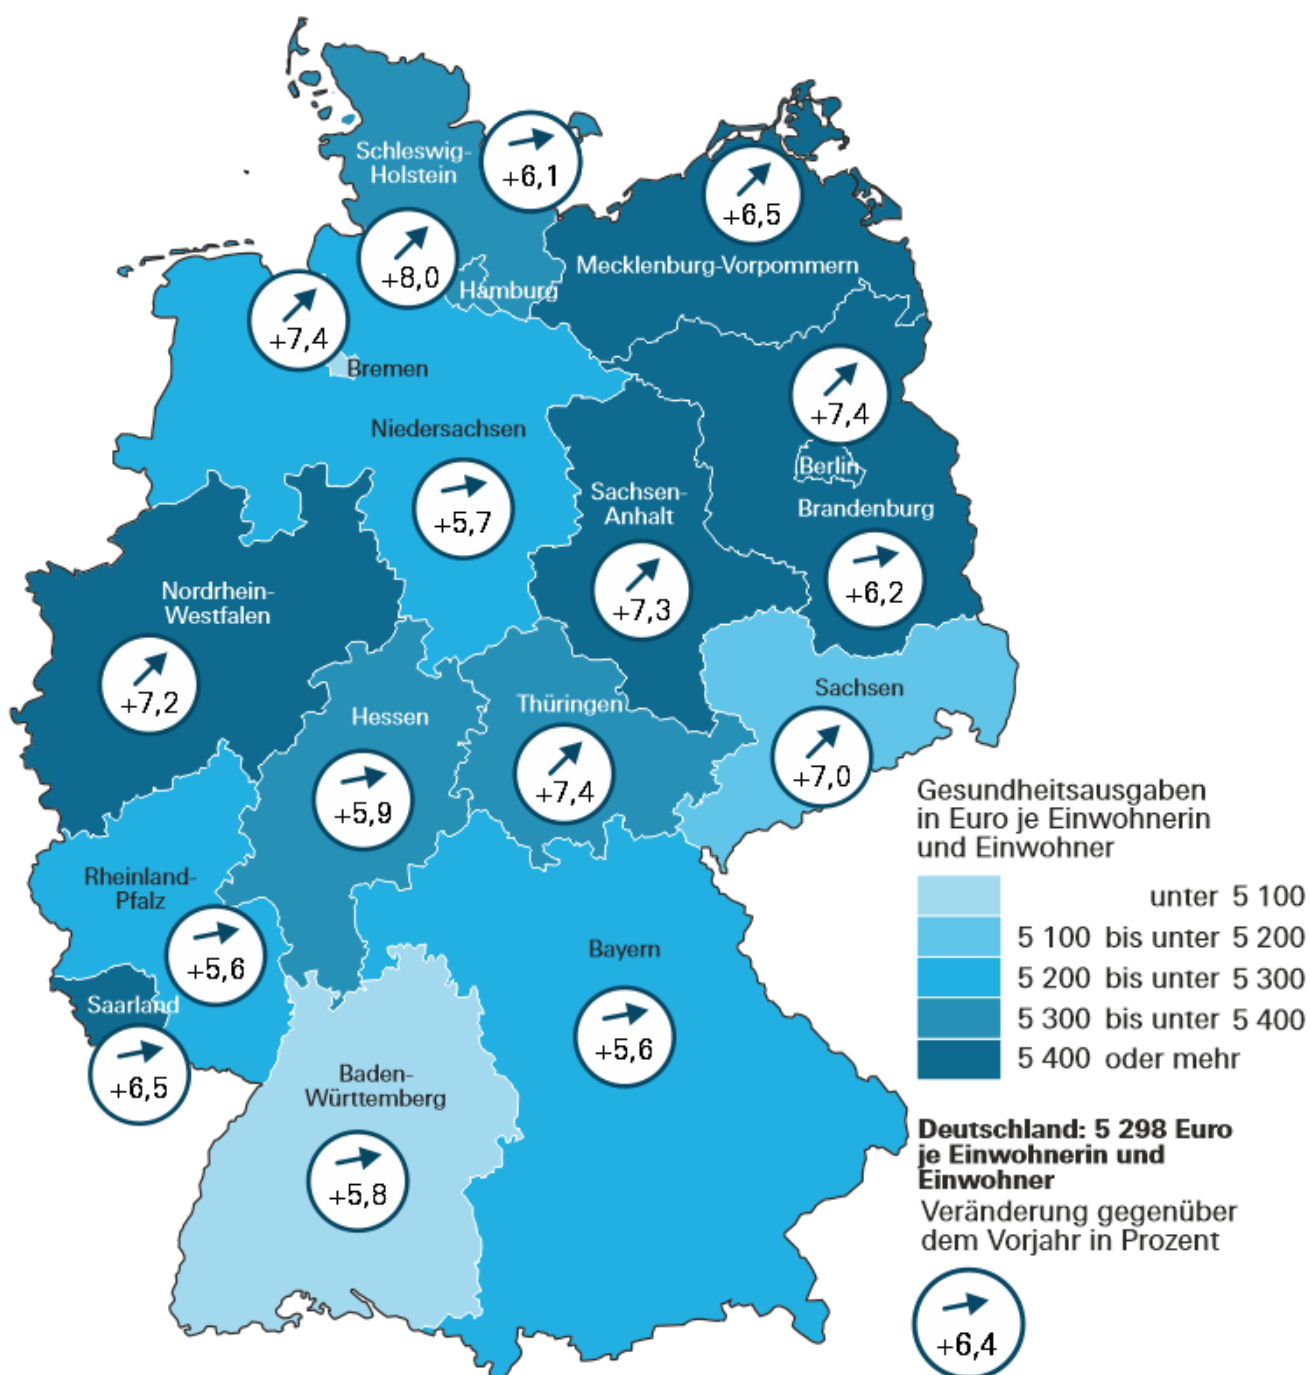 Schleswig-
Holstein
+6,1
+6,5
+8,0
Mecklenburg-Vorpommern
Hamburg
+7,4
Bremen
+7,4
Niedersachsen
Berlin
Sachsen-
Anhalt
Brandenburg
+5,7
+6,2
Nordrhein-
Westfalen
+7,3
+7,2
Sachsen
Hessen
Thüringen
+7,0
+5,9
+7,4
Rheinland-
Pfalz
+5,6
Bayern
Saarland
+6,5
+5,6
Baden-
Württemberg
+5,8
Gesundheitsausgaben
in Euro je Einwohnerin
und Einwohner
unter 5 100
5 100 bis unter 5 200
5 200 bis unter 5 300
5 300 bis unter 5 400
5 400 oder mehr
Deutschland: 5 298 Euro
je Einwohnerin und
Einwohner
Veränderung gegenüber
dem Vorjahr in Prozent
+6,4